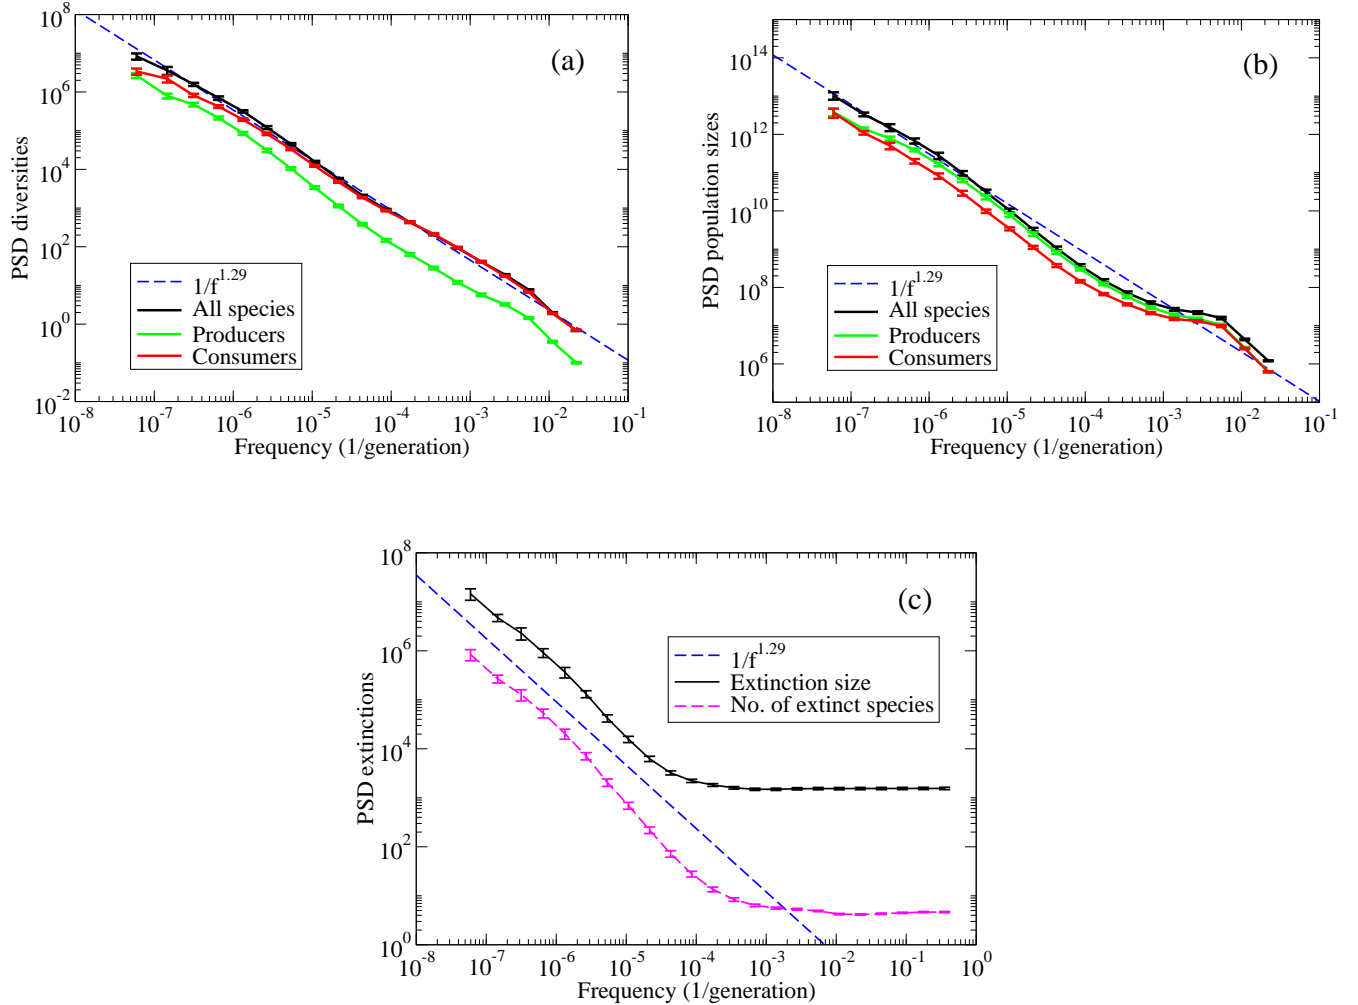 (a)
PSD diversities
10^8
10^6
10^4
10^2
10^0
10^-2
1/f^1.29
All species
Producers
Consumers
10^-8 10^-7 10^-6 10^-5 10^-4 10^-3 10^-2 10^-1
Frequency (1/generation)
(b)
PSD population sizes
10^14
10^12
10^10
10^8
10^6
1/f^1.29
All species
Producers
Consumers
10^-8 10^-7 10^-6 10^-5 10^-4 10^-3 10^-2 10^-1
Frequency (1/generation)
(c)
PSD extinctions
10^8
10^6
10^4
10^2
10^0
1/f^1.29
Extinction size
No. of extinct species
10^-8 10^-7 10^-6 10^-5 10^-4 10^-3 10^-2 10^-1 10^0
Frequency (1/generation)